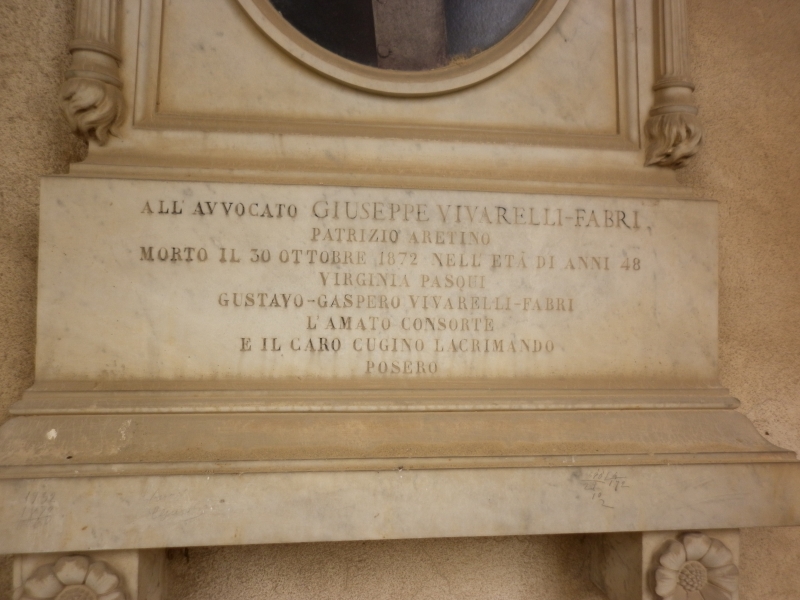 ALL' AVVOCATO GIUSEPPE VIVARELLI-FABRI,
PATRIZIO ARETINO
MORTO IL 30 OTTOBRE 1872 NELL' ETÀ DI ANNI 48
VIRGINIA PASQUI
GUSTAVO-GASPERO VIVARELLI-FABRI
L'AMATO CONSORTE
E IL CARO CUGINO LACRIMANDO
POSERO